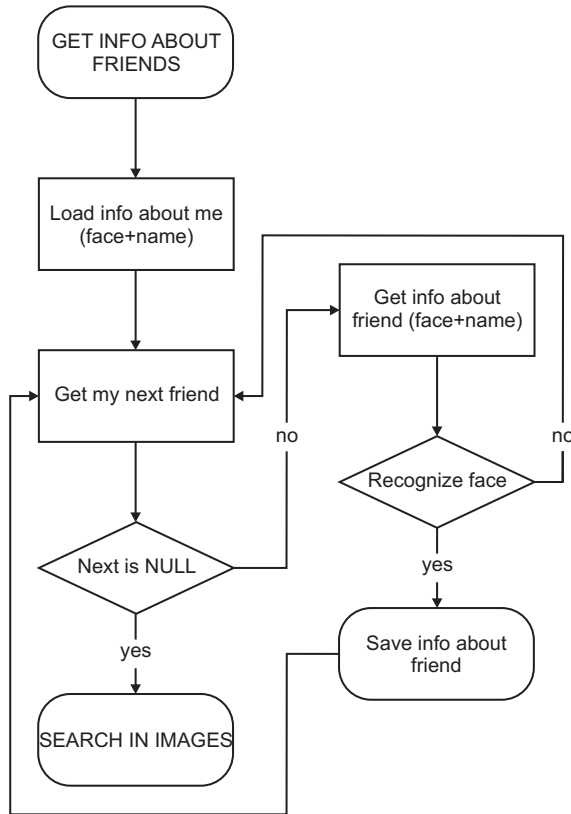 GET INFO ABOUT
FRIENDS
Load info about me
(face+name)
Get my next friend
Next is NULL
yes
SEARCH IN IMAGES
no
Get info about
friend (face+name)
Recognize face
no
yes
Save info about
friend